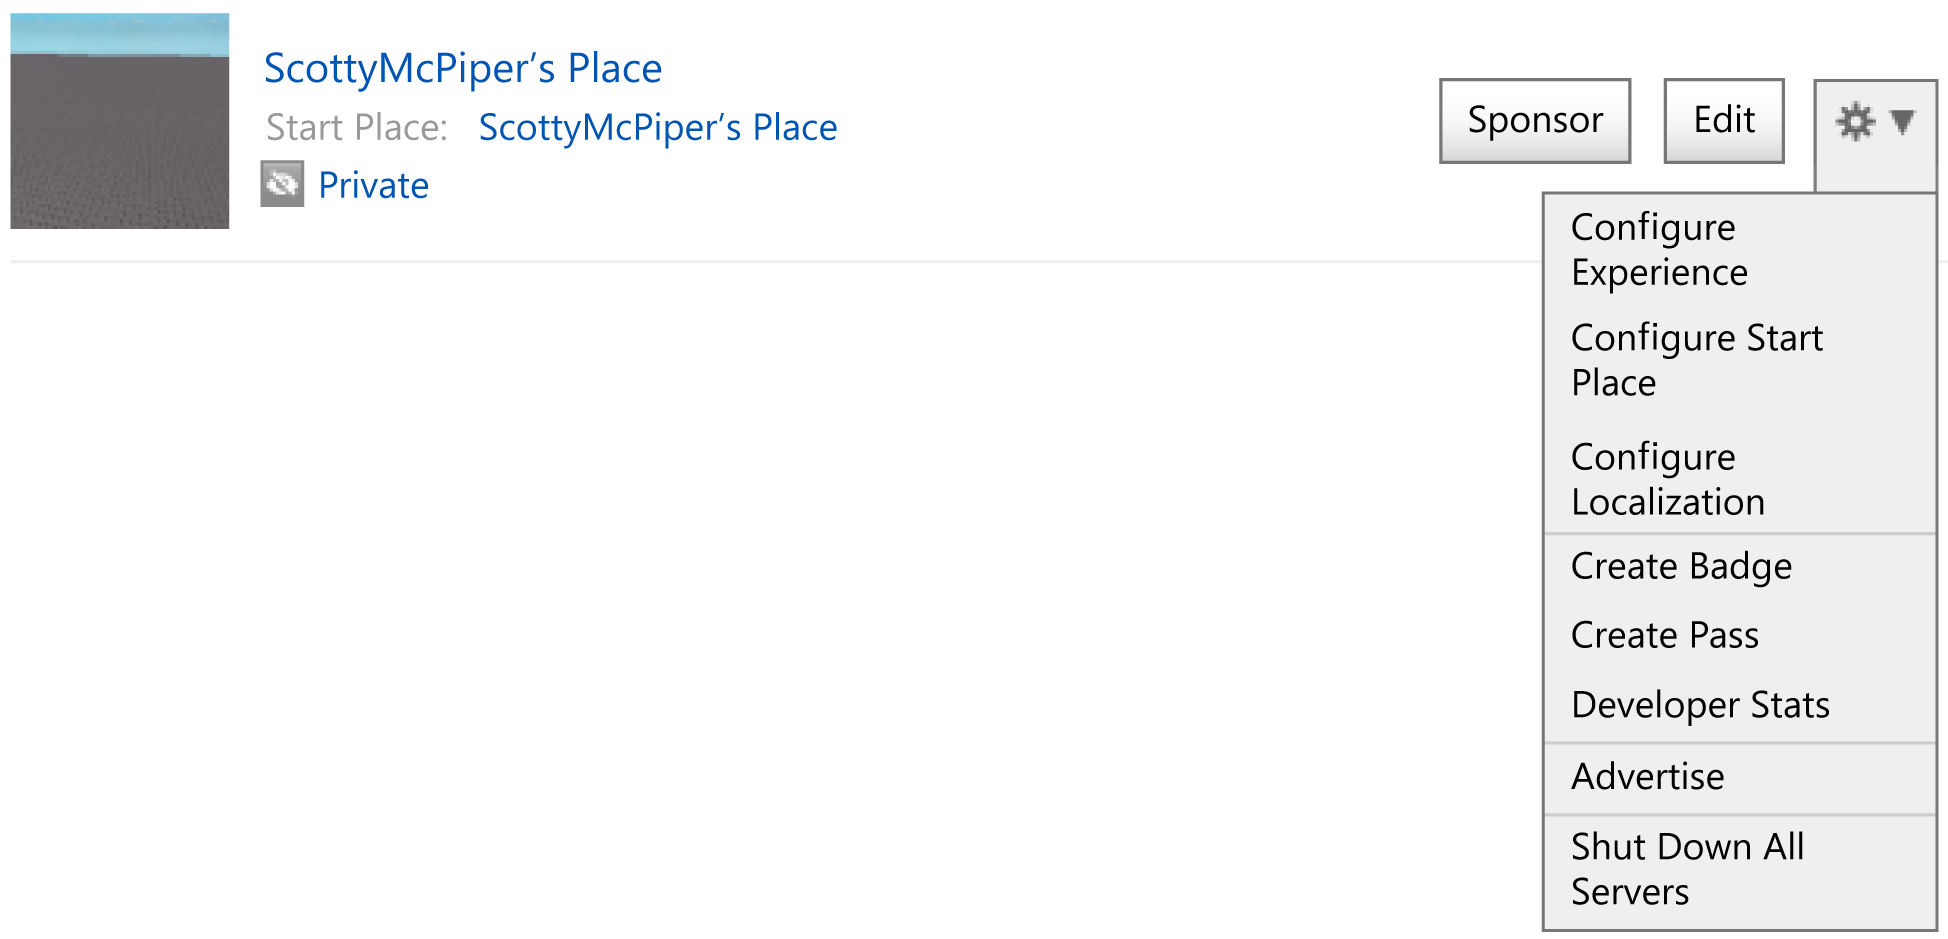 ScottyMcPiper’s Place
Start Place: ScottyMcPiper’s Place
Private
Sponsor
Edit
Configure
Experience
Configure Start
Place
Configure
Localization
Create Badge
Create Pass
Developer Stats
Advertise
Shut Down All
Servers